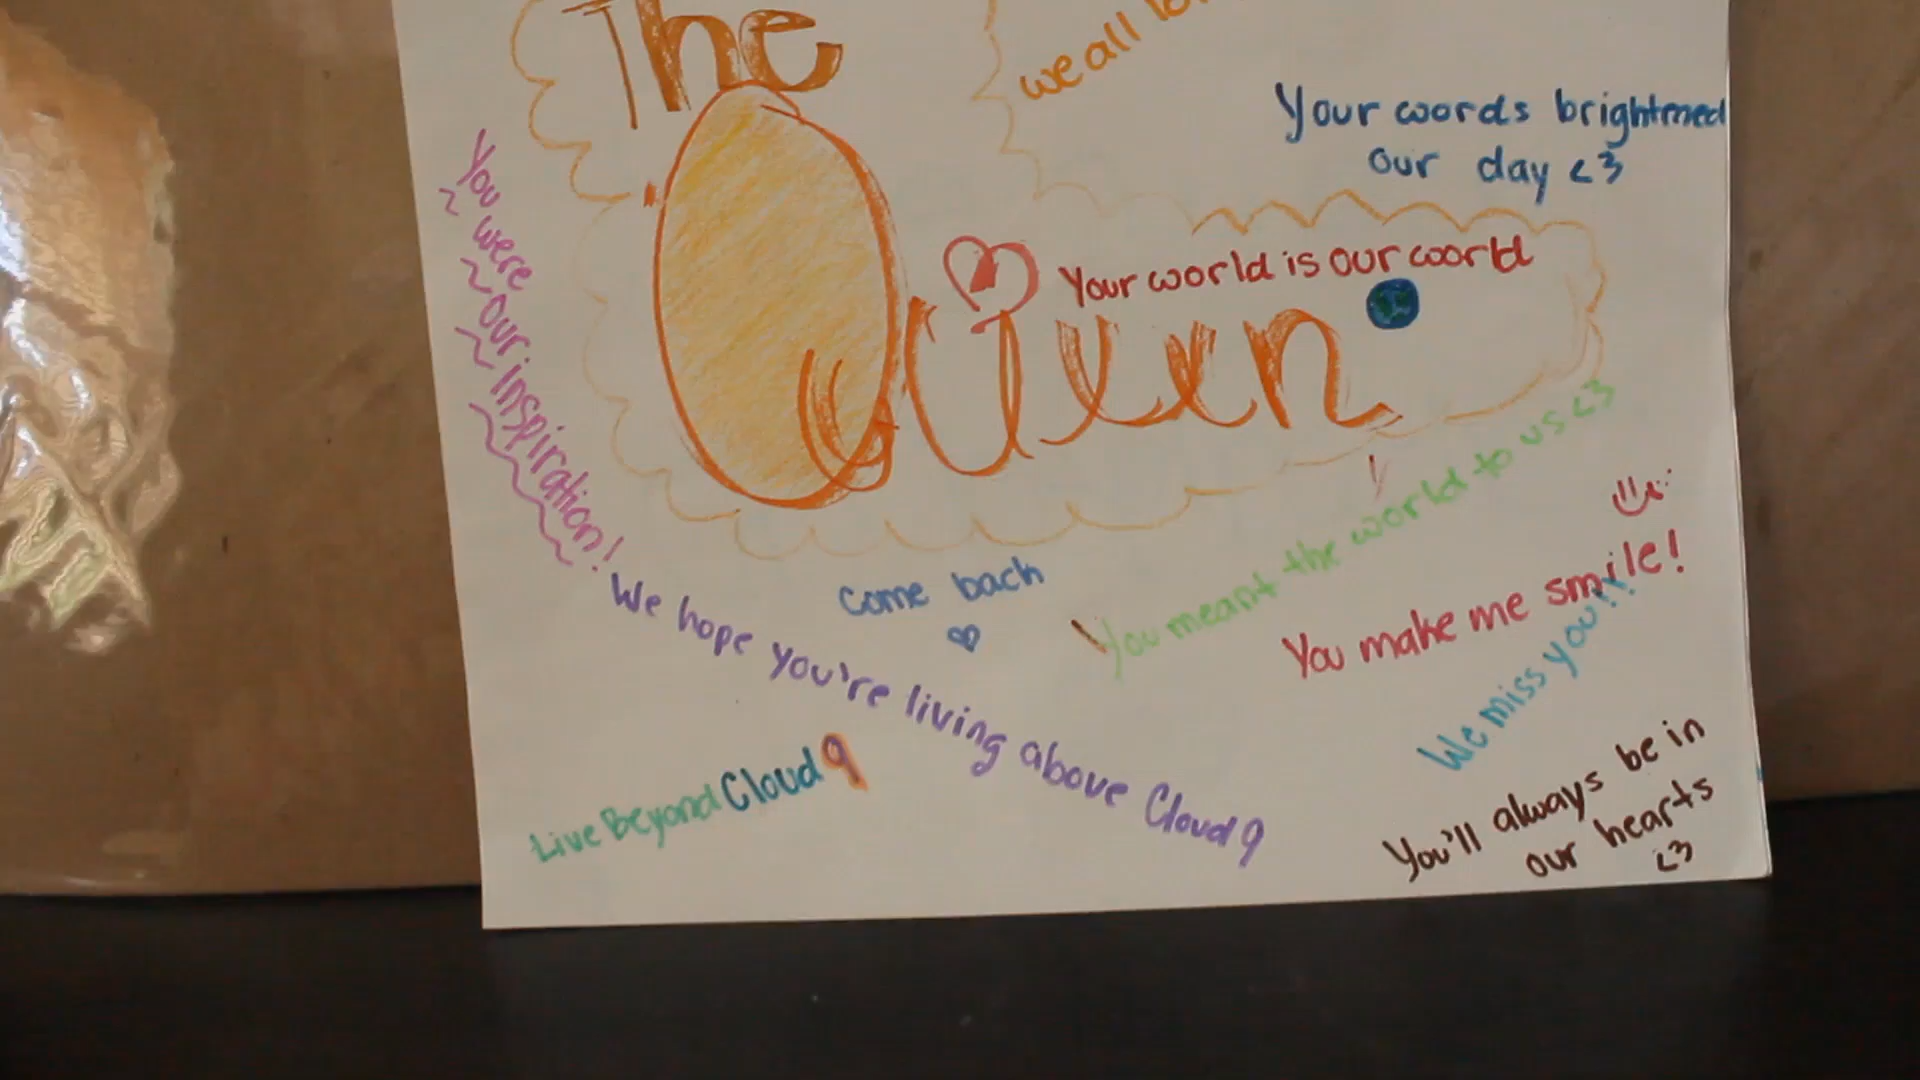 The
we all
Your words brightned
our day <3
You were our inspiration!
Your world is our world
Queen
You meant the world to us <3
Come back
You make me smile!
We miss you!!
We hope you're living above Cloud 9
Live Beyond Cloud 9
You'll always be in
our hearts
<3